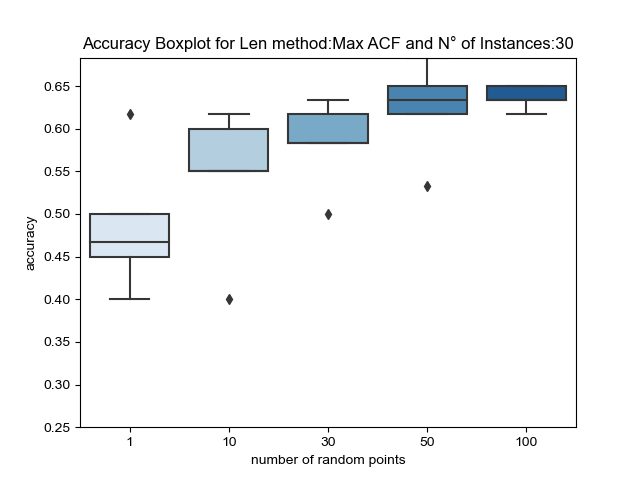 Accuracy Boxplot for Len method:Max ACF and N° of Instances:30
0.65
0.60
0.55
0.50
0.45
0.40
0.35
0.30
0.25
accuracy
1 10 30 50 100
number of random points